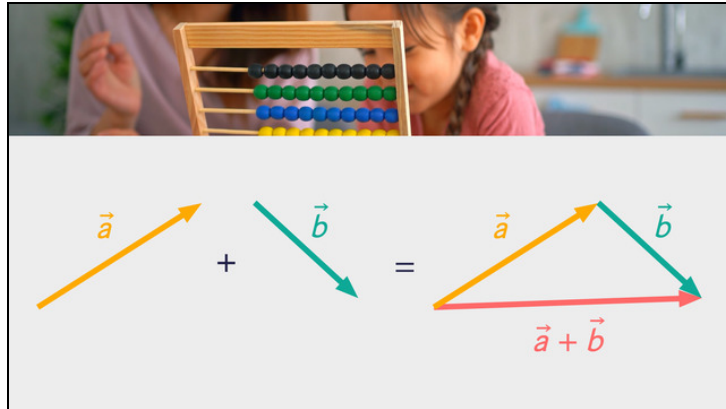 a⃗ + b⃗ = a⃗ b⃗
a⃗ + b⃗